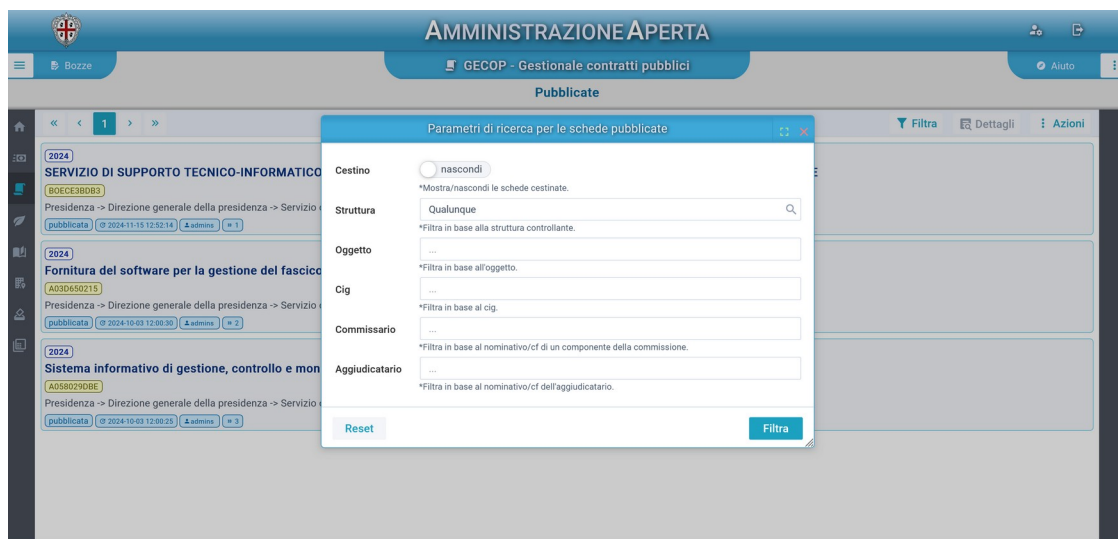 AMMINISTRAZIONE APERTA
Bozze
GECOP - Gestionale contratti pubblici
Aiuto
Pubblicate
« < 1 > »
Filtra
Dettagli
Azioni
Parametri di ricerca per le schede pubblicate
2024
SERVIZIO DI SUPPORTO TECNICO-INFORMATICO
B0ECE3BDB3
Presidenza -> Direzione generale della presidenza -> Servizio
pubblicata 2024-11-15 12:52:14 admins 1
2024
Fornitura del software per la gestione del fascico
A03D650215
Presidenza -> Direzione generale della presidenza -> Servizio
pubblicata 2024-10-03 12:00:30 admins 2
2024
Sistema informativo di gestione, controllo e mon
A058029DBE
Presidenza -> Direzione generale della presidenza -> Servizio
pubblicata 2024-10-03 12:00:25 admins 3
Cestino
nascondi
*Mostra/nascondi le schede cestinate.
Struttura
Qualunque
*Filtra in base alla struttura controllante.
Oggetto
...
*Filtra in base all'oggetto.
Cig
...
*Filtra in base al cig.
Commissario
...
*Filtra in base al nominativo/cf di un componente della commissione.
Aggiudicatario
...
*Filtra in base al nominativo/cf dell'aggiudicatario.
Reset
Filtra